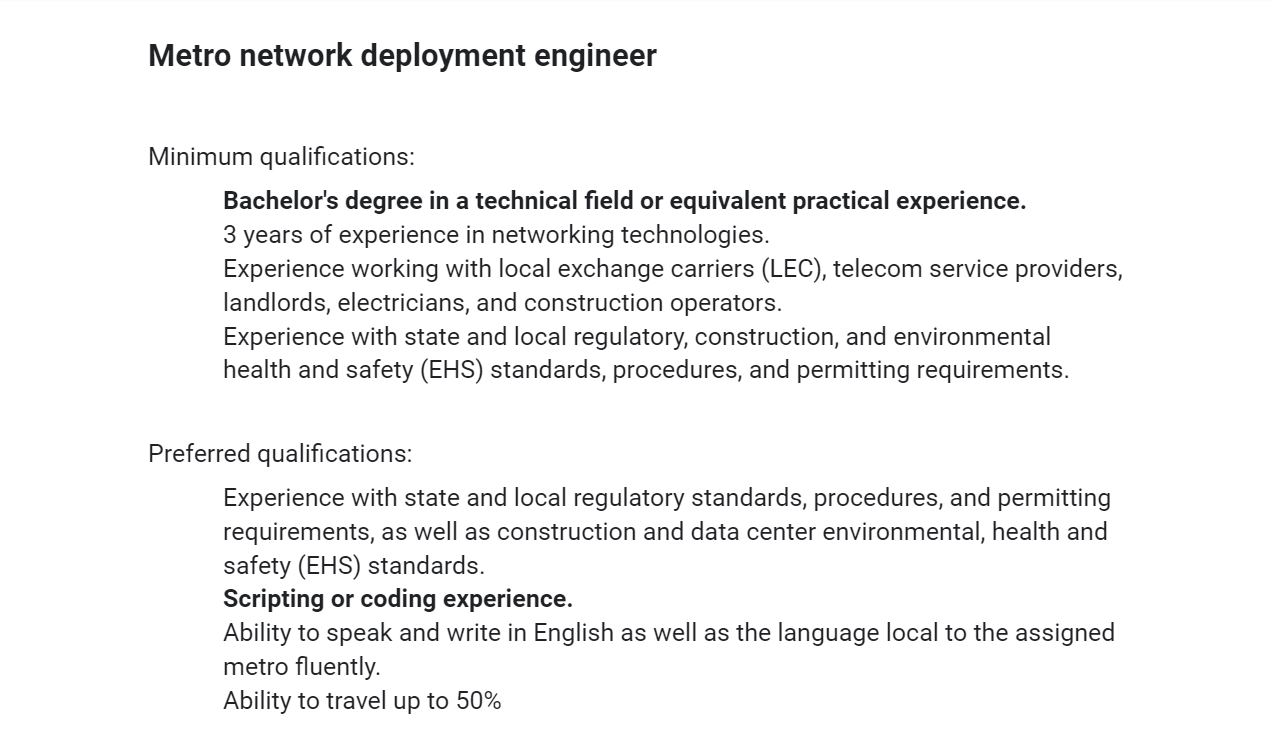 Metro network deployment engineer
Minimum qualifications:
Bachelor's degree in a technical field or equivalent practical experience.
3 years of experience in networking technologies.
Experience working with local exchange carriers (LEC), telecom service providers,
landlords, electricians, and construction operators.
Experience with state and local regulatory, construction, and environmental
health and safety (EHS) standards, procedures, and permitting requirements.
Preferred qualifications:
Experience with state and local regulatory standards, procedures, and permitting
requirements, as well as construction and data center environmental, health and
safety (EHS) standards.
Scripting or coding experience.
Ability to speak and write in English as well as the language local to the assigned
metro fluently.
Ability to travel up to 50%